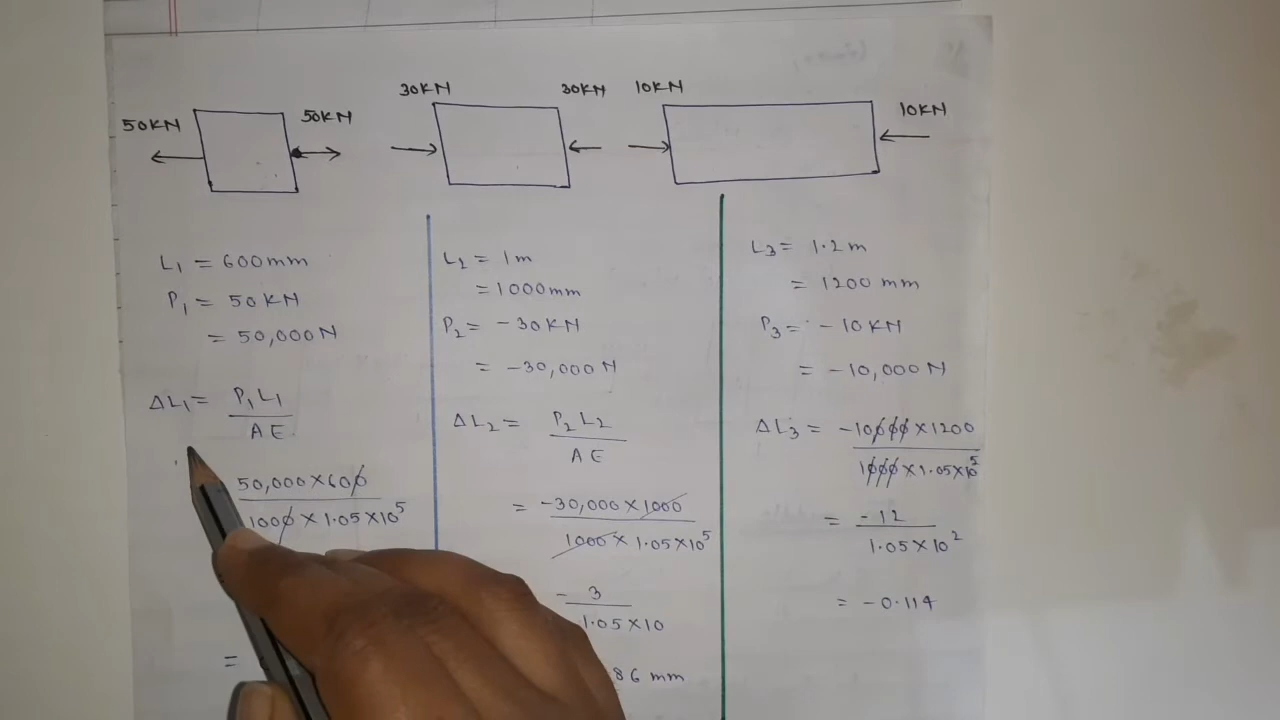 50KN 50KN 30KN 30KN 10KN 10KN
L1 = 600mm
P1 = 50KN
= 50,000N
ΔL1 = P1L1
AE
50,000×600
1000 × 1.05×10^5
=
L2 = 1m
= 1000mm
P2 = -30KN
= -30,000N
ΔL2 = P2L2
AE
= -30,000 × 1000
1000 × 1.05×10^5
- 3
1.05×10
86 mm
L3 = 1.2m
= 1200 mm
P3 = -10KN
= -10,000N
ΔL3 = -10000×1200
1000×1.05×10^5
= -12
1.05×10^2
= -0.114